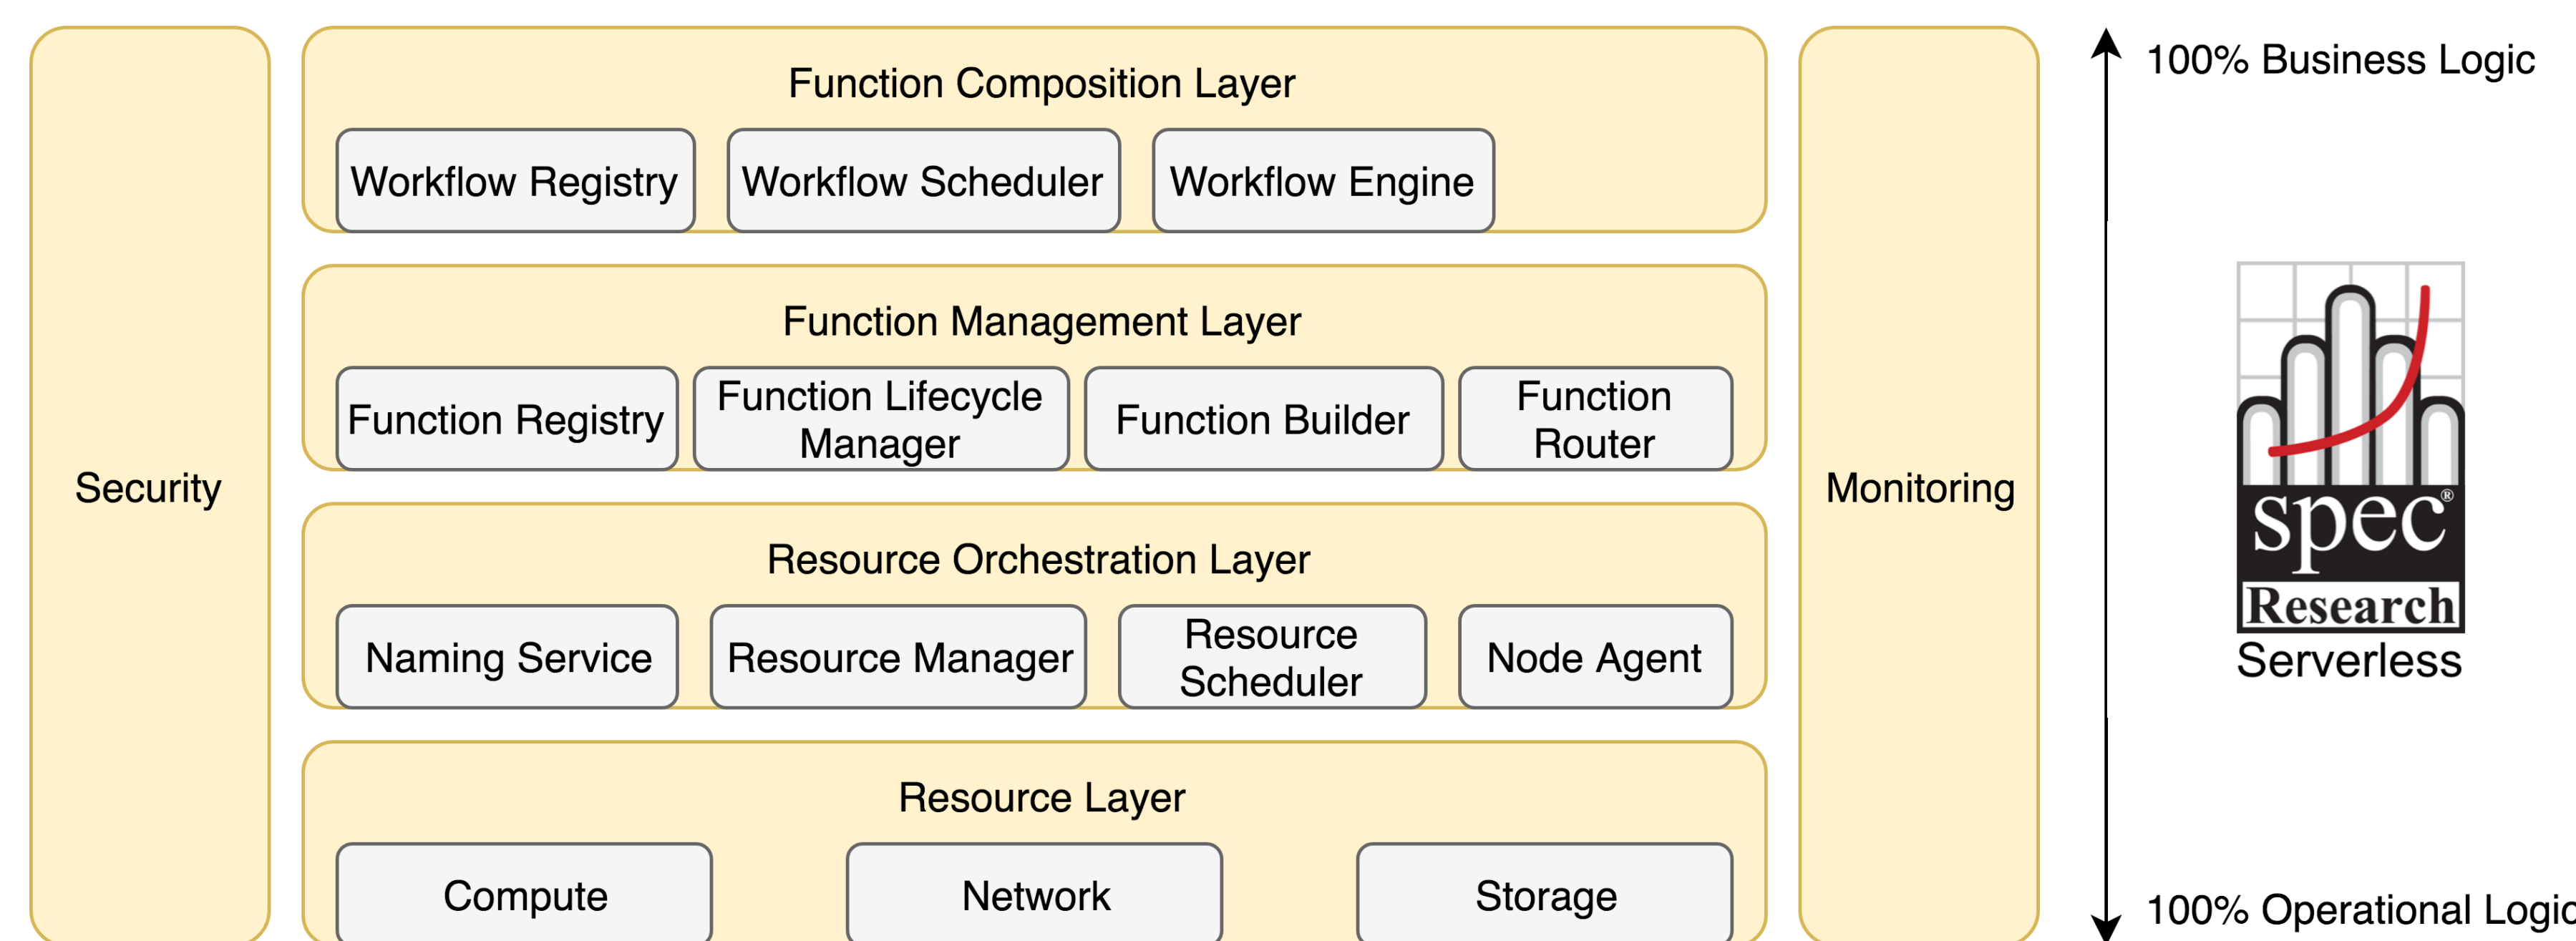 Security
Function Composition Layer
Workflow Registry
Workflow Scheduler
Workflow Engine
Function Management Layer
Function Registry
Function Lifecycle
Manager
Function Builder
Function
Router
Resource Orchestration Layer
Naming Service
Resource Manager
Resource
Scheduler
Node Agent
Resource Layer
Compute
Network
Storage
Monitoring
100% Business Logic
spec®
Research
Serverless
100% Operational Logic